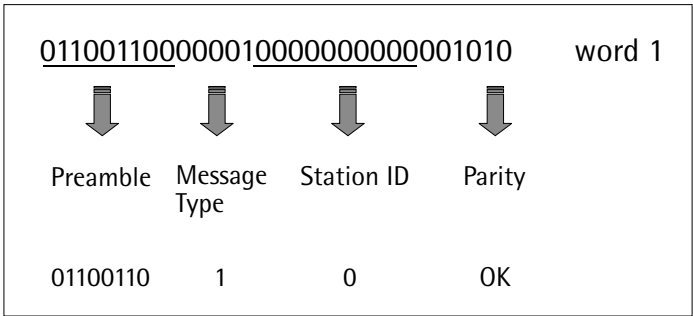 011001100000010000000000001010 word 1
Preamble Message Type Station ID Parity
01100110 1 0 OK